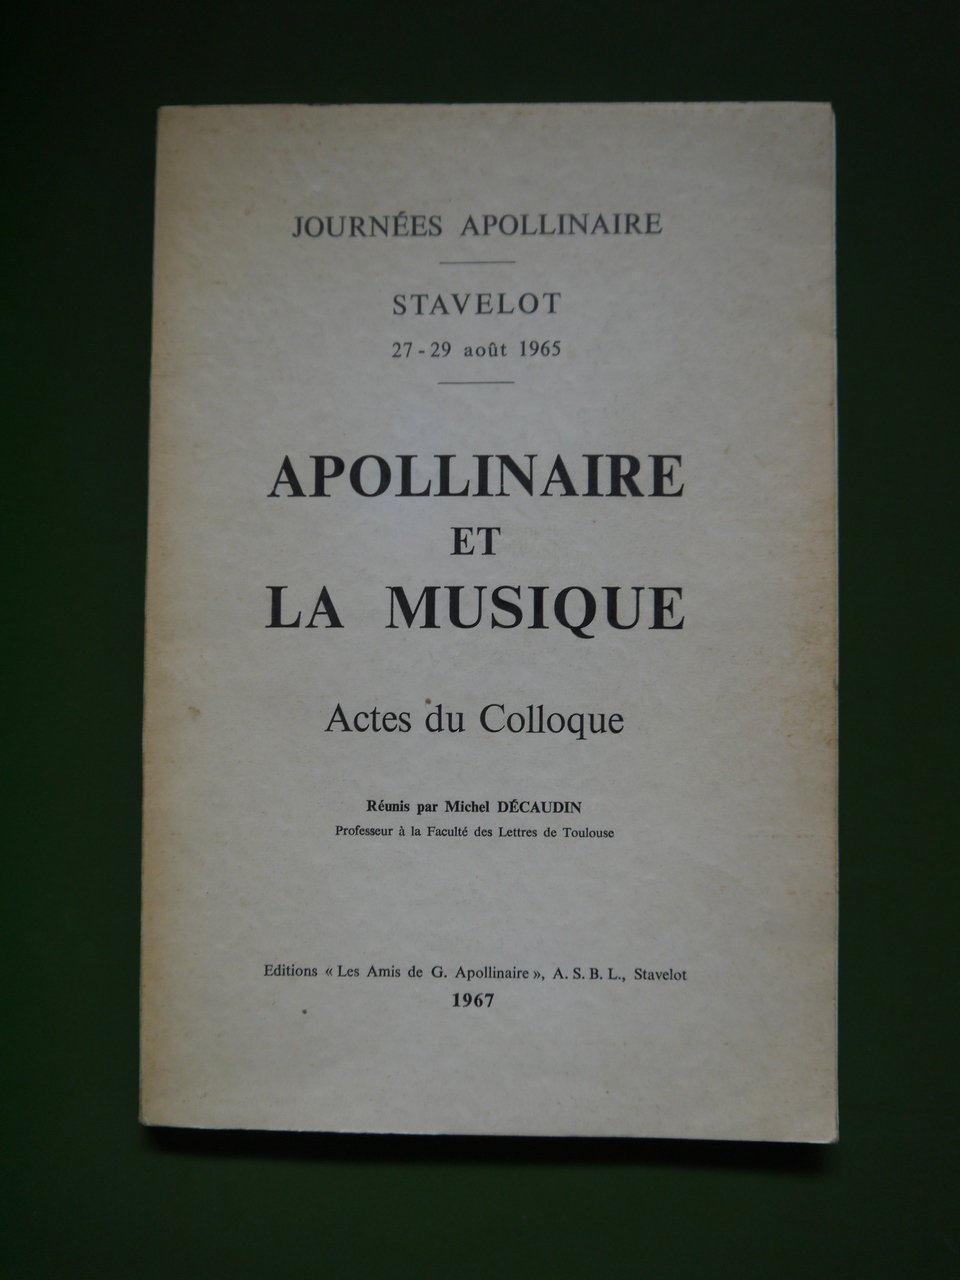 JOURNÉES APOLLINAIRE
STAVELOT
27-29 août 1965
APOLLINAIRE
ET
LA MUSIQUE
Actes du Colloque
Réunis par Michel DÉCAUDIN
Professeur à la Faculté des Lettres de Toulouse
Editions « Les Amis de G. Apollinaire », A. S. B. L., Stavelot
1967